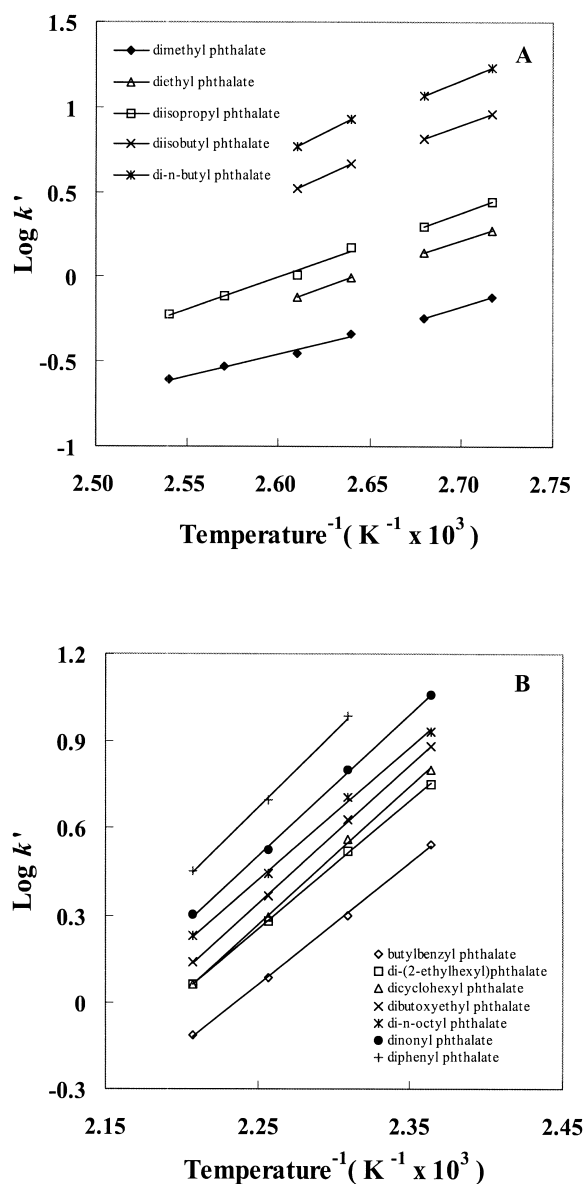 A
dimethyl phthalate
diethyl phthalate
diisopropyl phthalate
diisobutyl phthalate
di-n-butyl phthalate
Log k'
1.5
1
0.5
0
-0.5
-1
2.50 2.55 2.60 2.65 2.70 2.75
Temperature⁻¹( K⁻¹ x 10³ )
B
Log k'
1.2
0.9
0.6
0.3
0
-0.3
butylbenzyl phthalate
di-(2-ethylhexyl)phthalate
dicyclohexyl phthalate
dibutoxyethyl phthalate
di-n-octyl phthalate
dinonyl phthalate
diphenyl phthalate
2.15 2.25 2.35 2.45
Temperature⁻¹( K⁻¹ x 10³ )